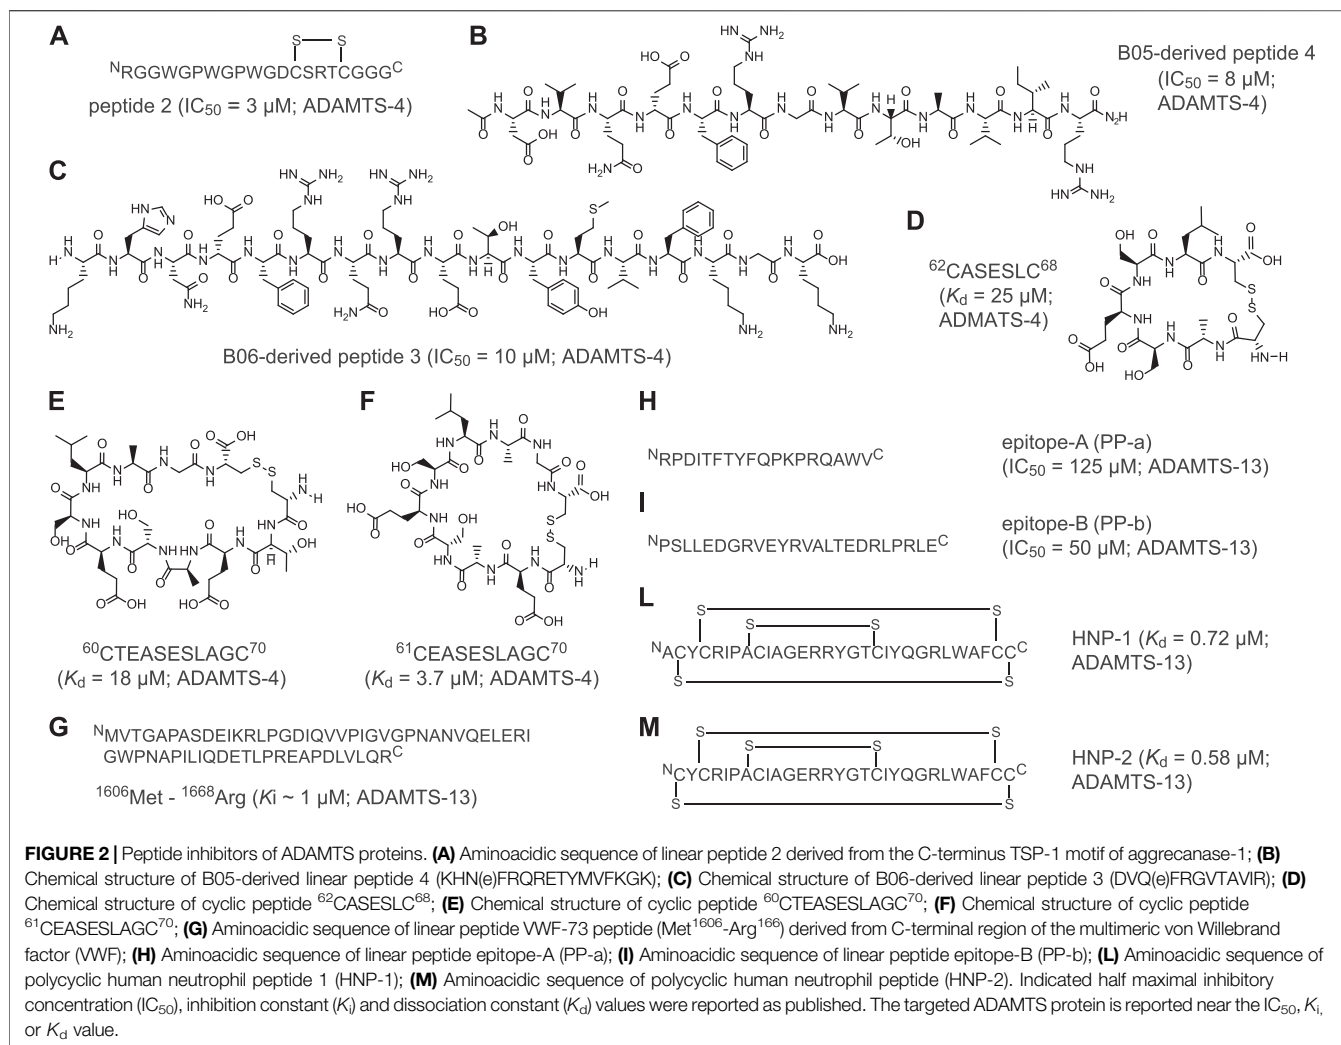 A
S S
NRGGWGPWGPWGDCSRTCGGGC
peptide 2 (IC50 = 3 µM; ADAMTS-4)
B
B05-derived peptide 4
(IC50 = 8 µM;
ADAMTS-4)
C
B06-derived peptide 3 (IC50 = 10 µM; ADAMTS-4)
D
62CASESLC68
(Kd = 25 µM;
ADMATS-4)
E
60CTEASESLAGC70
(Kd = 18 µM; ADAMTS-4)
F
61CEASESLAGC70
(Kd = 3.7 µM; ADAMTS-4)
G
NMVTGAPASDEIKRLPGDIQVVPIGVGPNANVQELERI
GWPNAPILIQDETLPREAPDLVLQRC
1606Met - 1668Arg (Ki ~ 1 µM; ADAMTS-13)
H
NRPDITFTYFQPKPRQAWVC
epitope-A (PP-a)
(IC50 = 125 µM; ADAMTS-13)
I
NPSLLEDGRVEYRVALTEDRLPRLEC
epitope-B (PP-b)
(IC50 = 50 µM; ADAMTS-13)
L
S S
S S
NACYCRIPACIAGERRYGTCIYQGRLWAFCCC
S S
HNP-1 (Kd = 0.72 µM;
ADAMTS-13)
M
S S
S S
NCYCRIPACIAGERRYGTCIYQGRLWAFCCC
S S
HNP-2 (Kd = 0.58 µM;
ADAMTS-13)
FIGURE 2 | Peptide inhibitors of ADAMTS proteins. (A) Aminoacidic sequence of linear peptide 2 derived from the C-terminus TSP-1 motif of aggrecanase-1; (B)
Chemical structure of B05-derived linear peptide 4 (KHN(e)FRQRETYMVFKGK); (C) Chemical structure of B06-derived linear peptide 3 (DVQ(e)FRGVTAVIR); (D)
Chemical structure of cyclic peptide 62CASESLC68; (E) Chemical structure of cyclic peptide 60CTEASESLAGC70; (F) Chemical structure of cyclic peptide
61CEASESLAGC70; (G) Aminoacidic sequence of linear peptide VWF-73 peptide (Met1606-Arg166) derived from C-terminal region of the multimeric von Willebrand
factor (VWF); (H) Aminoacidic sequence of linear peptide epitope-A (PP-a); (I) Aminoacidic sequence of linear peptide epitope-B (PP-b); (L) Aminoacidic sequence of
polycyclic human neutrophil peptide 1 (HNP-1); (M) Aminoacidic sequence of polycyclic human neutrophil peptide (HNP-2). Indicated half maximal inhibitory
concentration (IC50), inhibition constant (Ki) and dissociation constant (Kd) values were reported as published. The targeted ADAMTS protein is reported near the IC50, Ki,
or Kd value.